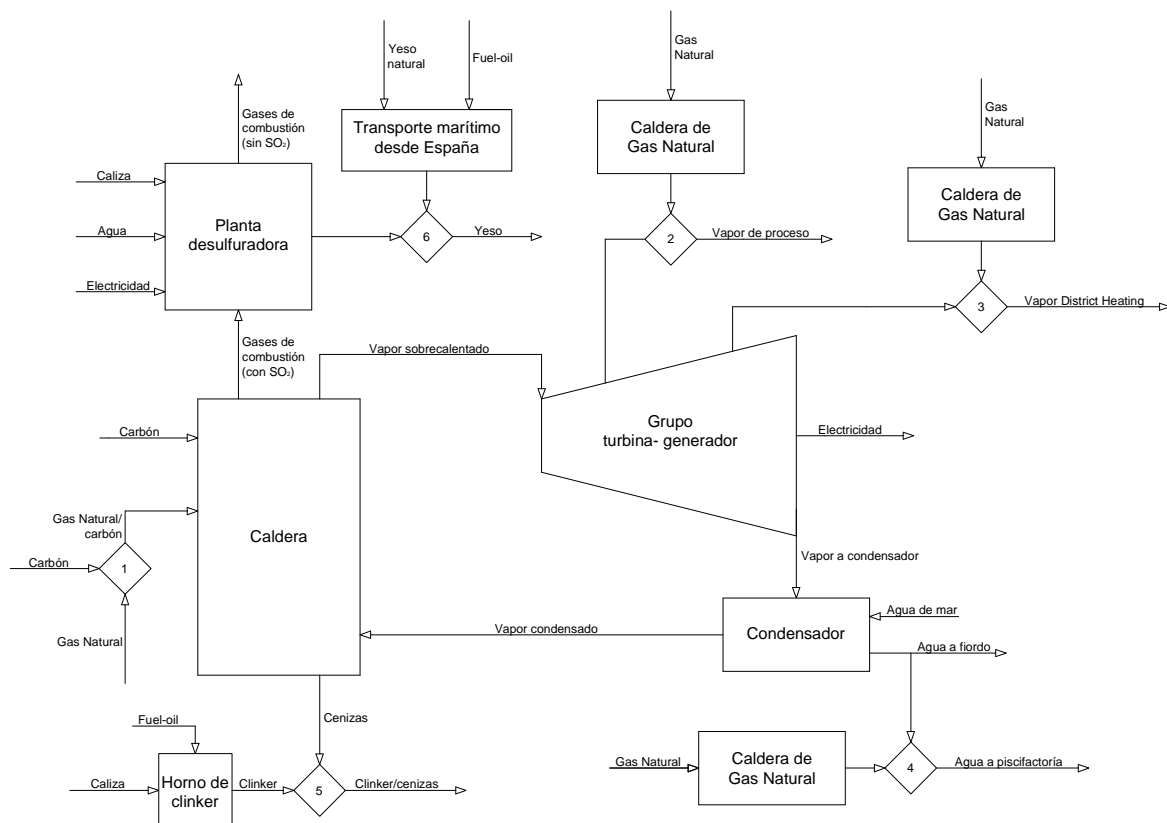 Yeso
natural
Fuel-oil
Gas
Natural
Gas
Natural
Gases de
combustión
(sin SO₂)
Transporte marítimo
desde España
Caldera de
Gas Natural
Caldera de
Gas Natural
Caliza
Agua
Electricidad
Planta
desulfuradora
6
Yeso
2
Vapor de proceso
3
Vapor District Heating
Gases de
combustión
(con SO₂)
Vapor sobrecalentado
Grupo
turbina- generador
Electricidad
Carbón
Gas Natural/
carbón
Carbón
1
Gas Natural
Caldera
Vapor a condensador
Vapor condensado
Condensador
Agua de mar
Agua a fiordo
Cenizas
Fuel-oil
Caliza
Horno de
clinker
Clinker
5
Clinker/cenizas
Gas Natural
Caldera de
Gas Natural
4
Agua a piscifactoría